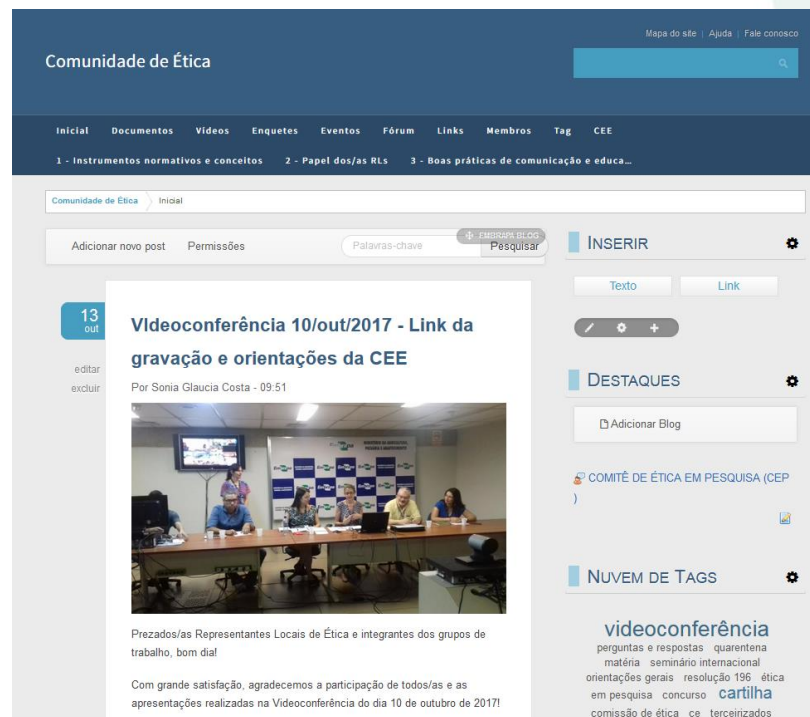 Mapa do site | Ajuda | Fale conosco
Comunidade de Ética
Inicial Documentos Vídeos Enquetes Eventos Fórum Links Membros Tag CEE
1 - Instrumentos normativos e conceitos 2 - Papel dos/as RLs 3 - Boas práticas de comunicação e educa...
Comunidade de Ética Inicial
Adicionar novo post Permissões Palavras-chave Pesquisar
EMBRAPA BLOG
INSERIR
Texto Link
13
out
editar
excluir
VIdeoconferência 10/out/2017 - Link da
gravação e orientações da CEE
Por Sonia Glaucia Costa - 09:51
Prezados/as Representantes Locais de Ética e integrantes dos grupos de
trabalho, bom dia!
Com grande satisfação, agradecemos a participação de todos/as e as
apresentações realizadas na Videoconferência do dia 10 de outubro de 2017!
DESTAQUES
Adicionar Blog
COMITÊ DE ÉTICA EM PESQUISA (CEP
)
NUVEM DE TAGS
videoconferência
perguntas e respostas quarentena
matéria seminário internacional
orientações gerais resolução 196 ética
em pesquisa concurso cartilha
comissão de ética ce terceirizados